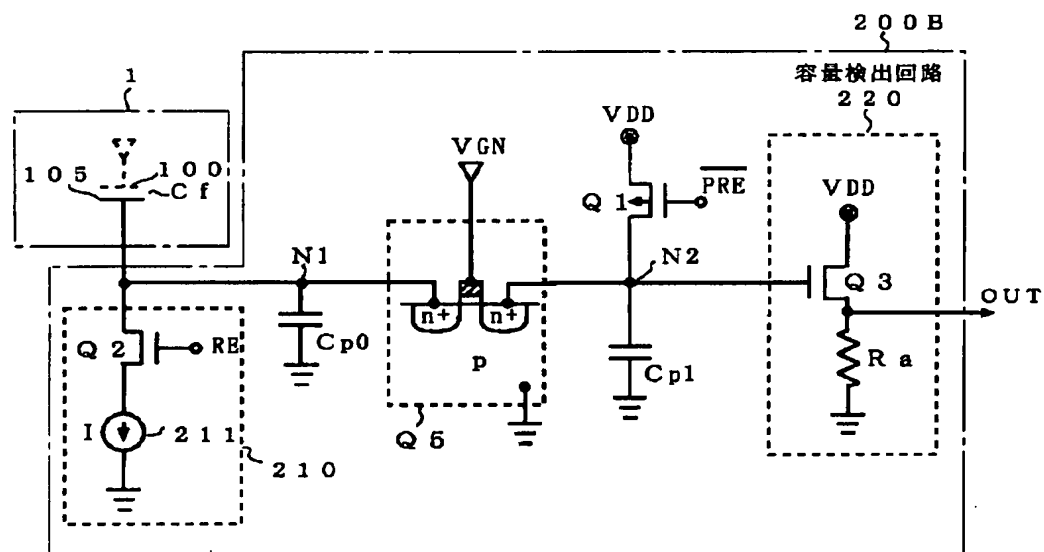 200B
容量検出回路
220
1
VDD
VGN
PRE
VDD
105
100
Cf
Q1
N1
N2
Q3
OUT
n+
n+
Q2
RE
Cp0
p
Cp1
Ra
I
211
Q5
210